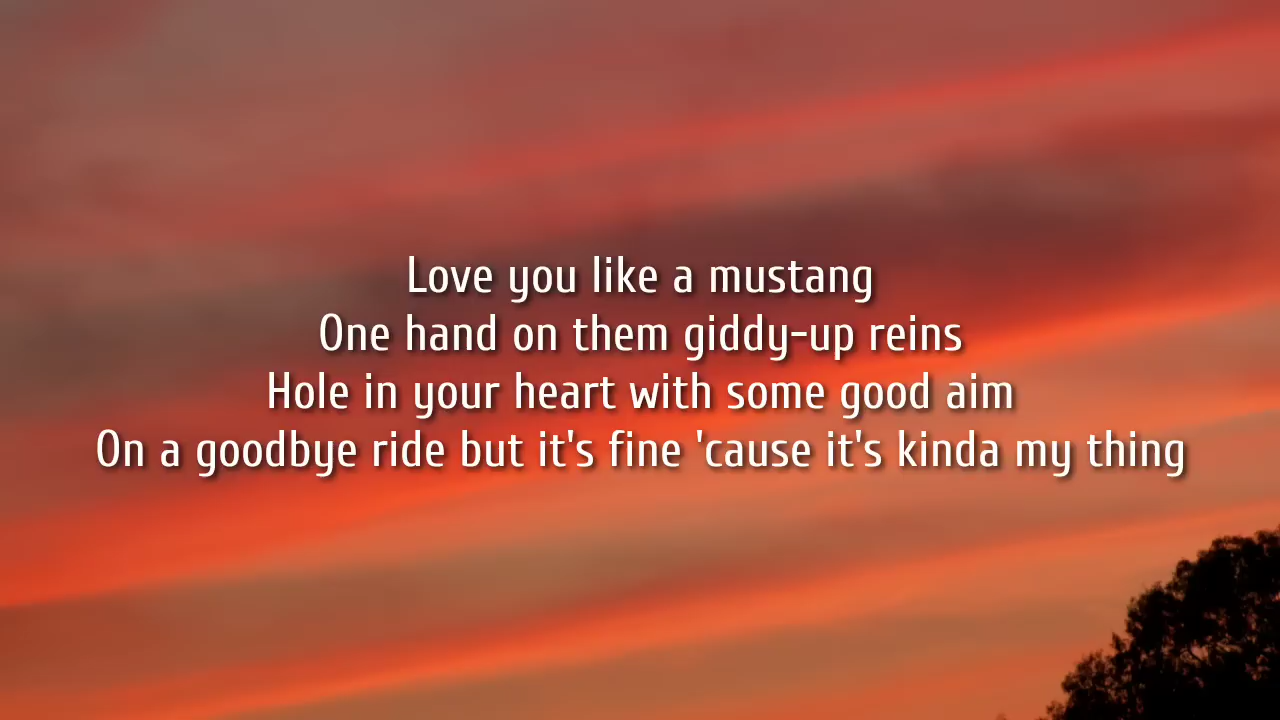 Love you like a mustang
One hand on them giddy-up reins
Hole in your heart with some good aim
On a goodbye ride but it's fine 'cause it's kinda my thing